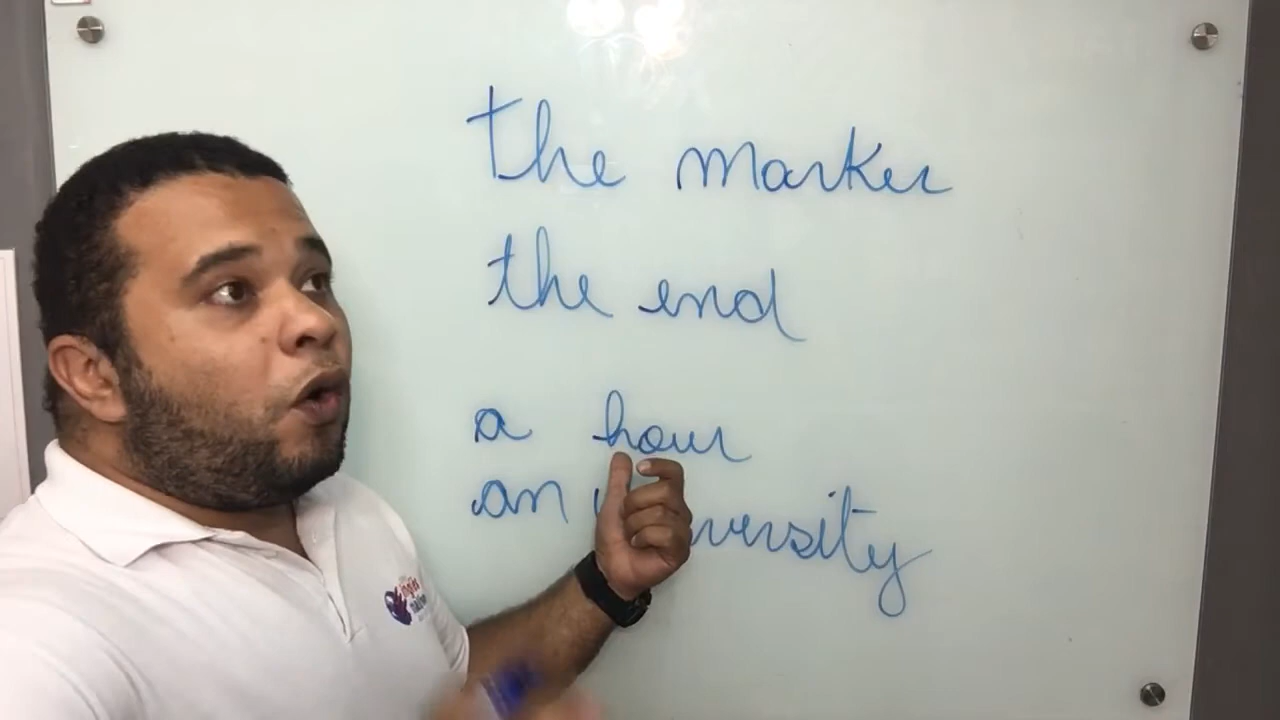 the marker
the end
a hour
an